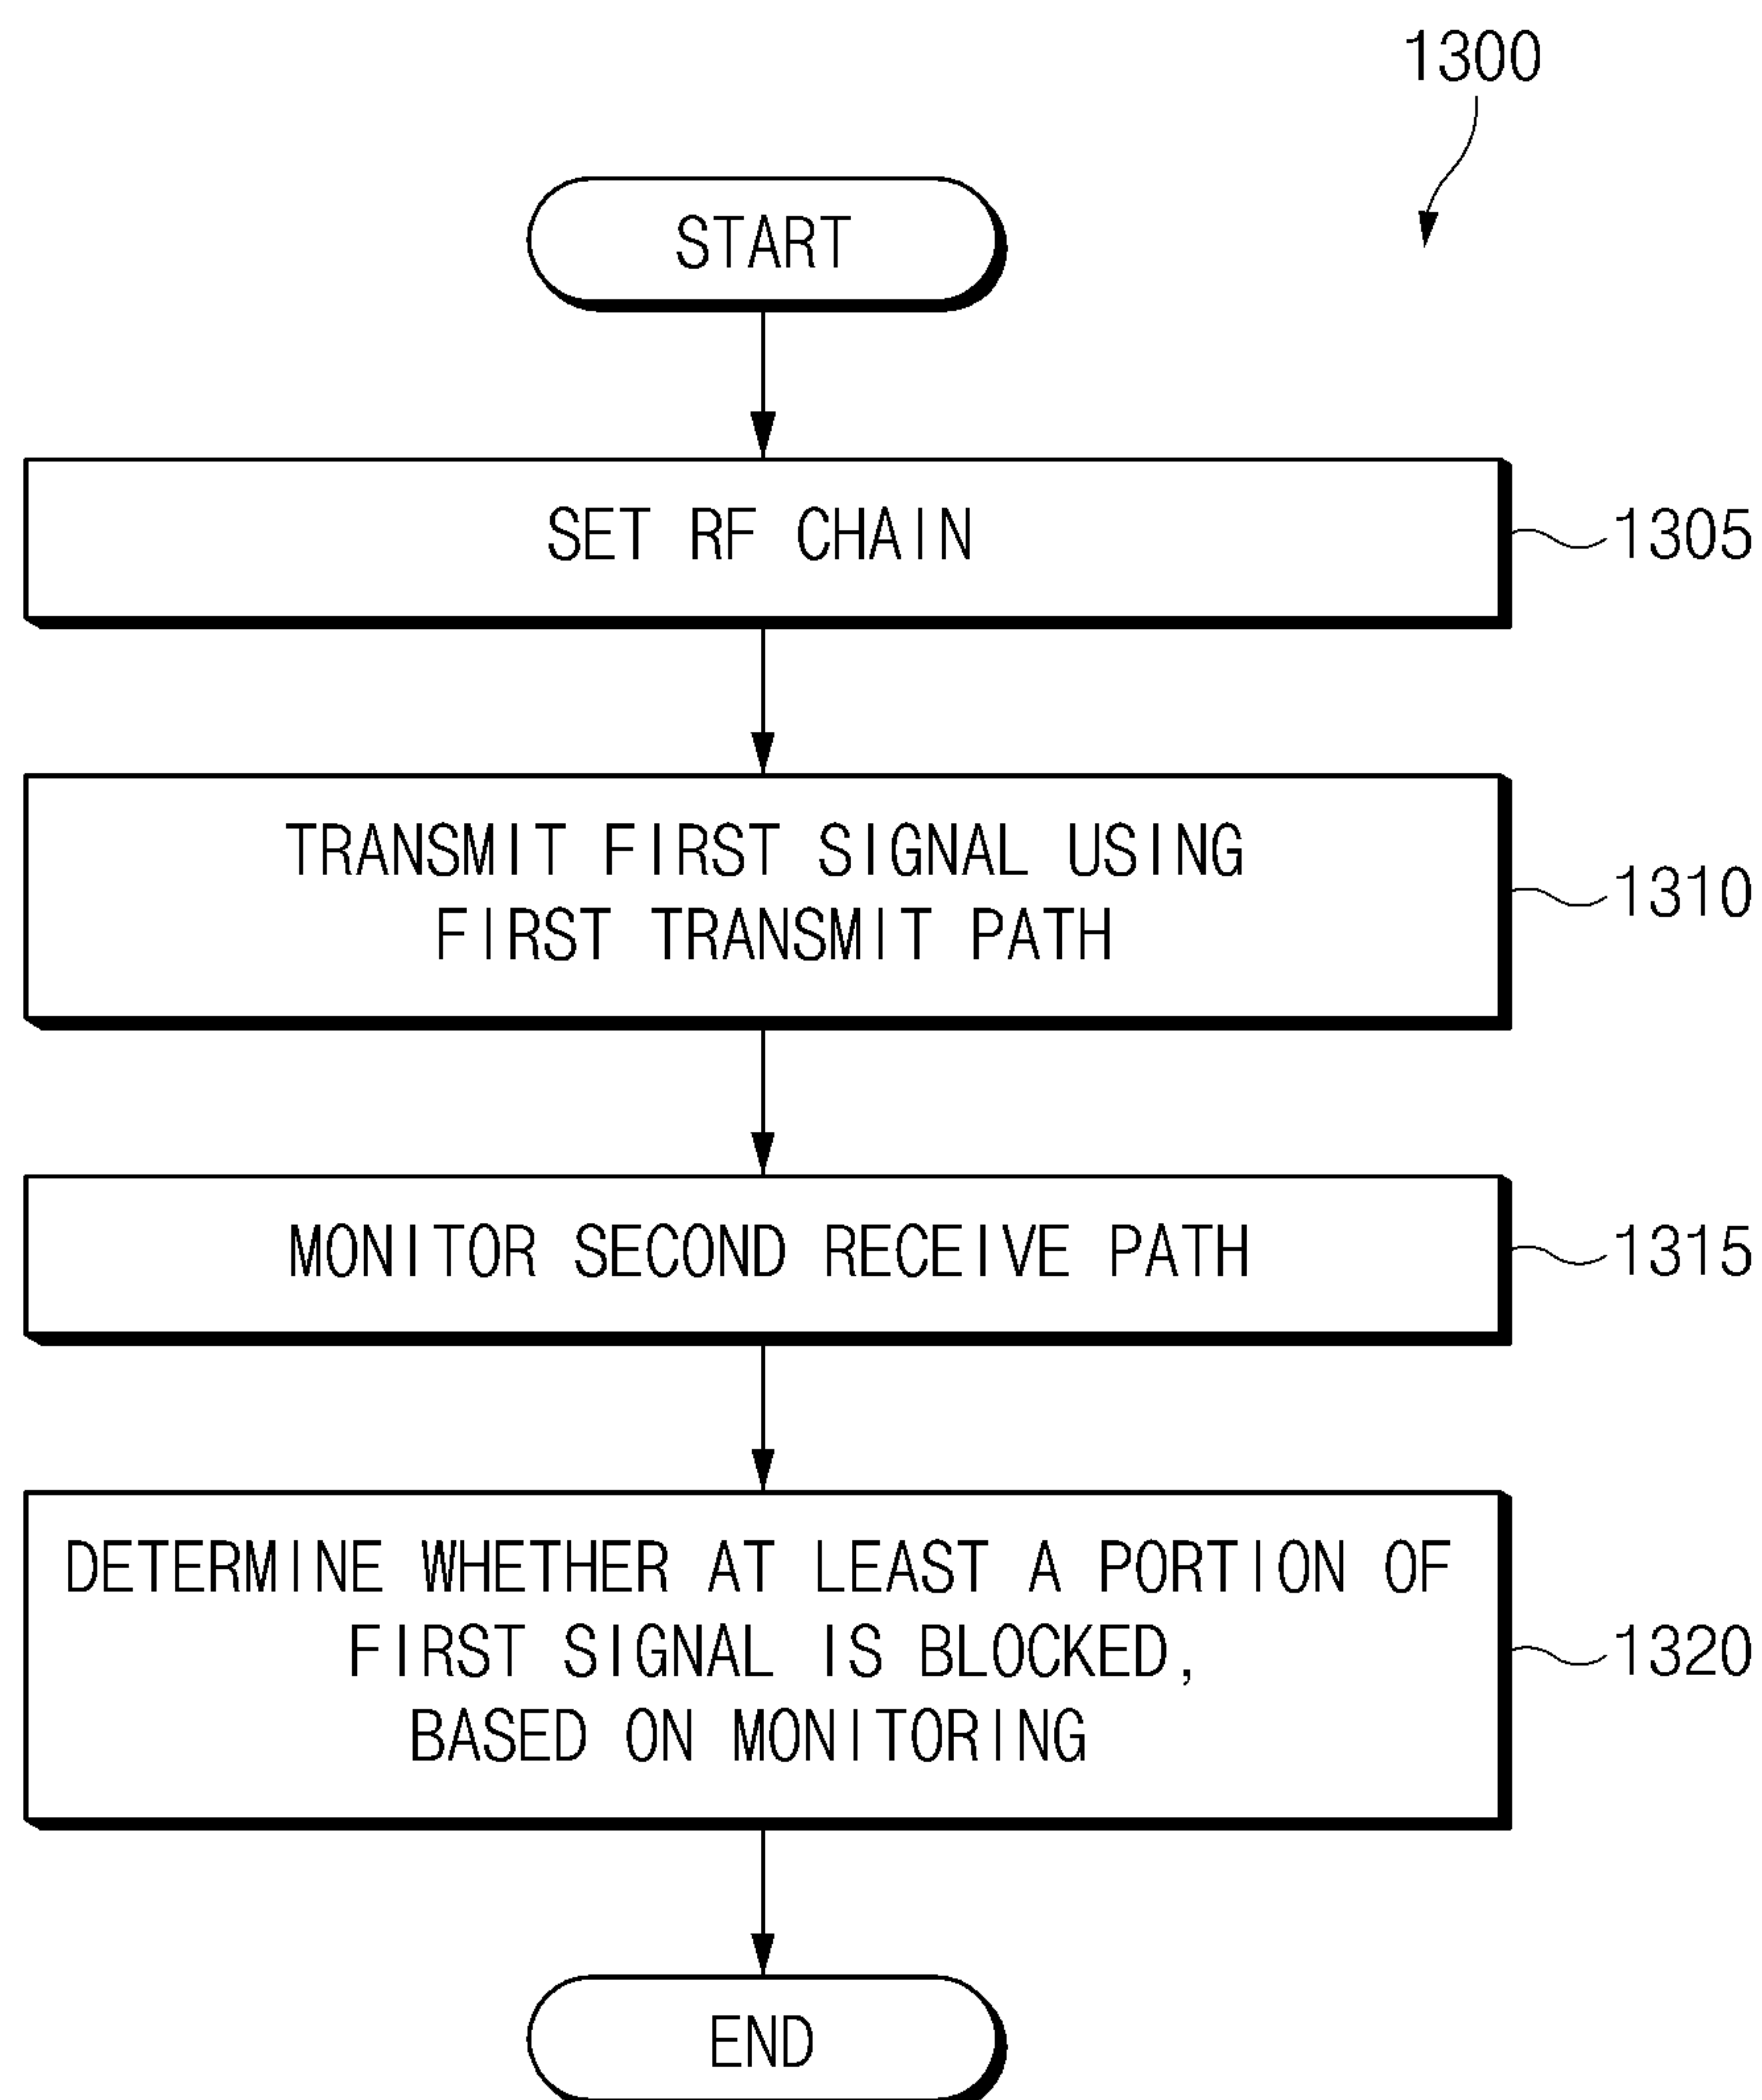 1300
START
SET RF CHAIN
1305
TRANSMIT FIRST SIGNAL USING
FIRST TRANSMIT PATH
1310
MONITOR SECOND RECEIVE PATH
1315
DETERMINE WHETHER AT LEAST A PORTION OF
FIRST SIGNAL IS BLOCKED,
BASED ON MONITORING
1320
END